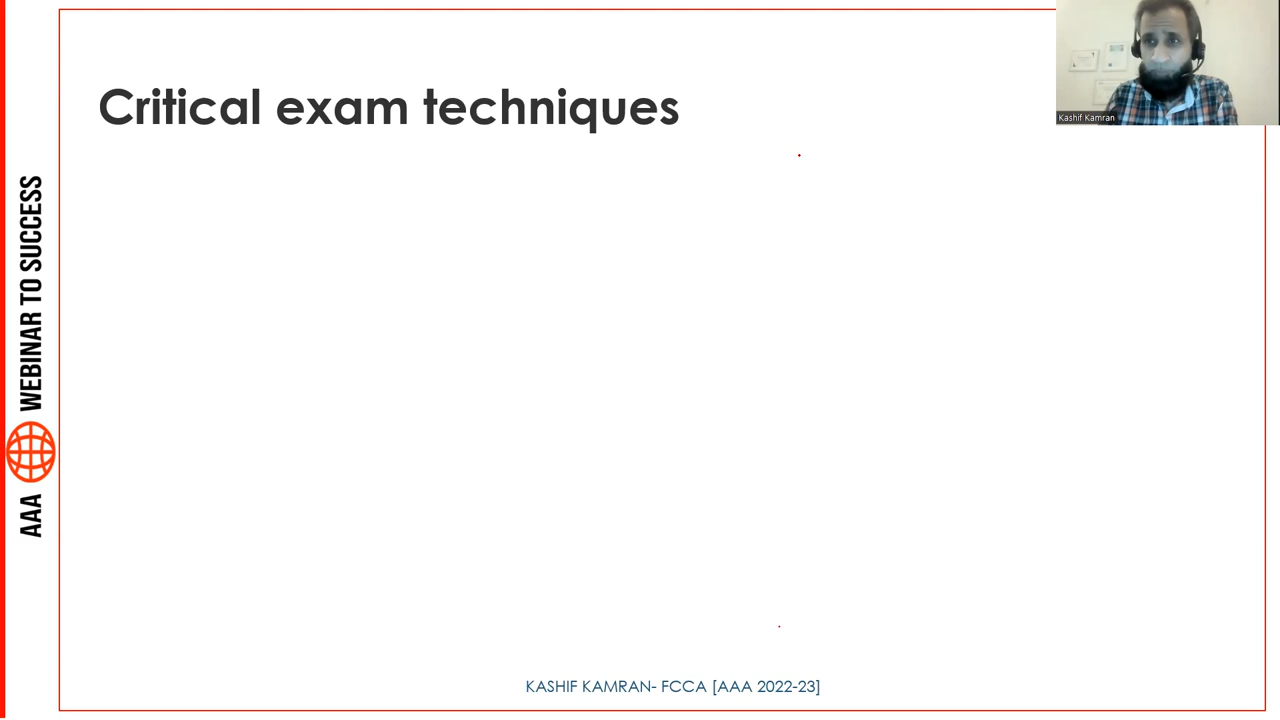 Critical exam techniques
Kashif Kamran
AAA WEBINAR TO SUCCESS
KASHIF KAMRAN- FCCA [AAA 2022-23]